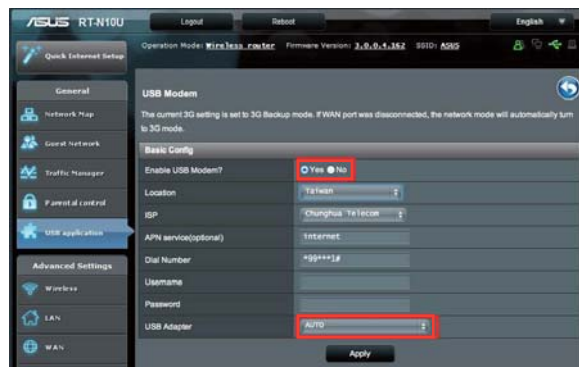 ASUS RT-N10U Logout Reboot English
Quick Internet Setup
Operation Mode: Wireless router Firmware Version: 3.0.0.4.162 SSID: ASUS
General
Network Map
Guest Network
Traffic Manager
Parental control
USB application
Advanced Settings
Wireless
LAN
WAN
USB Modem
The current 3G setting is set to 3G Backup mode. If WAN port was disconnected, the network mode will automatically turn
to 3G mode.
Basic Config
Enable USB Modem? Yes No
Location Taiwan
ISP Chunghua Telecom
APN service(optional) internet
Dial Number *99***1#
Username
Password
USB Adapter AUTO
Apply